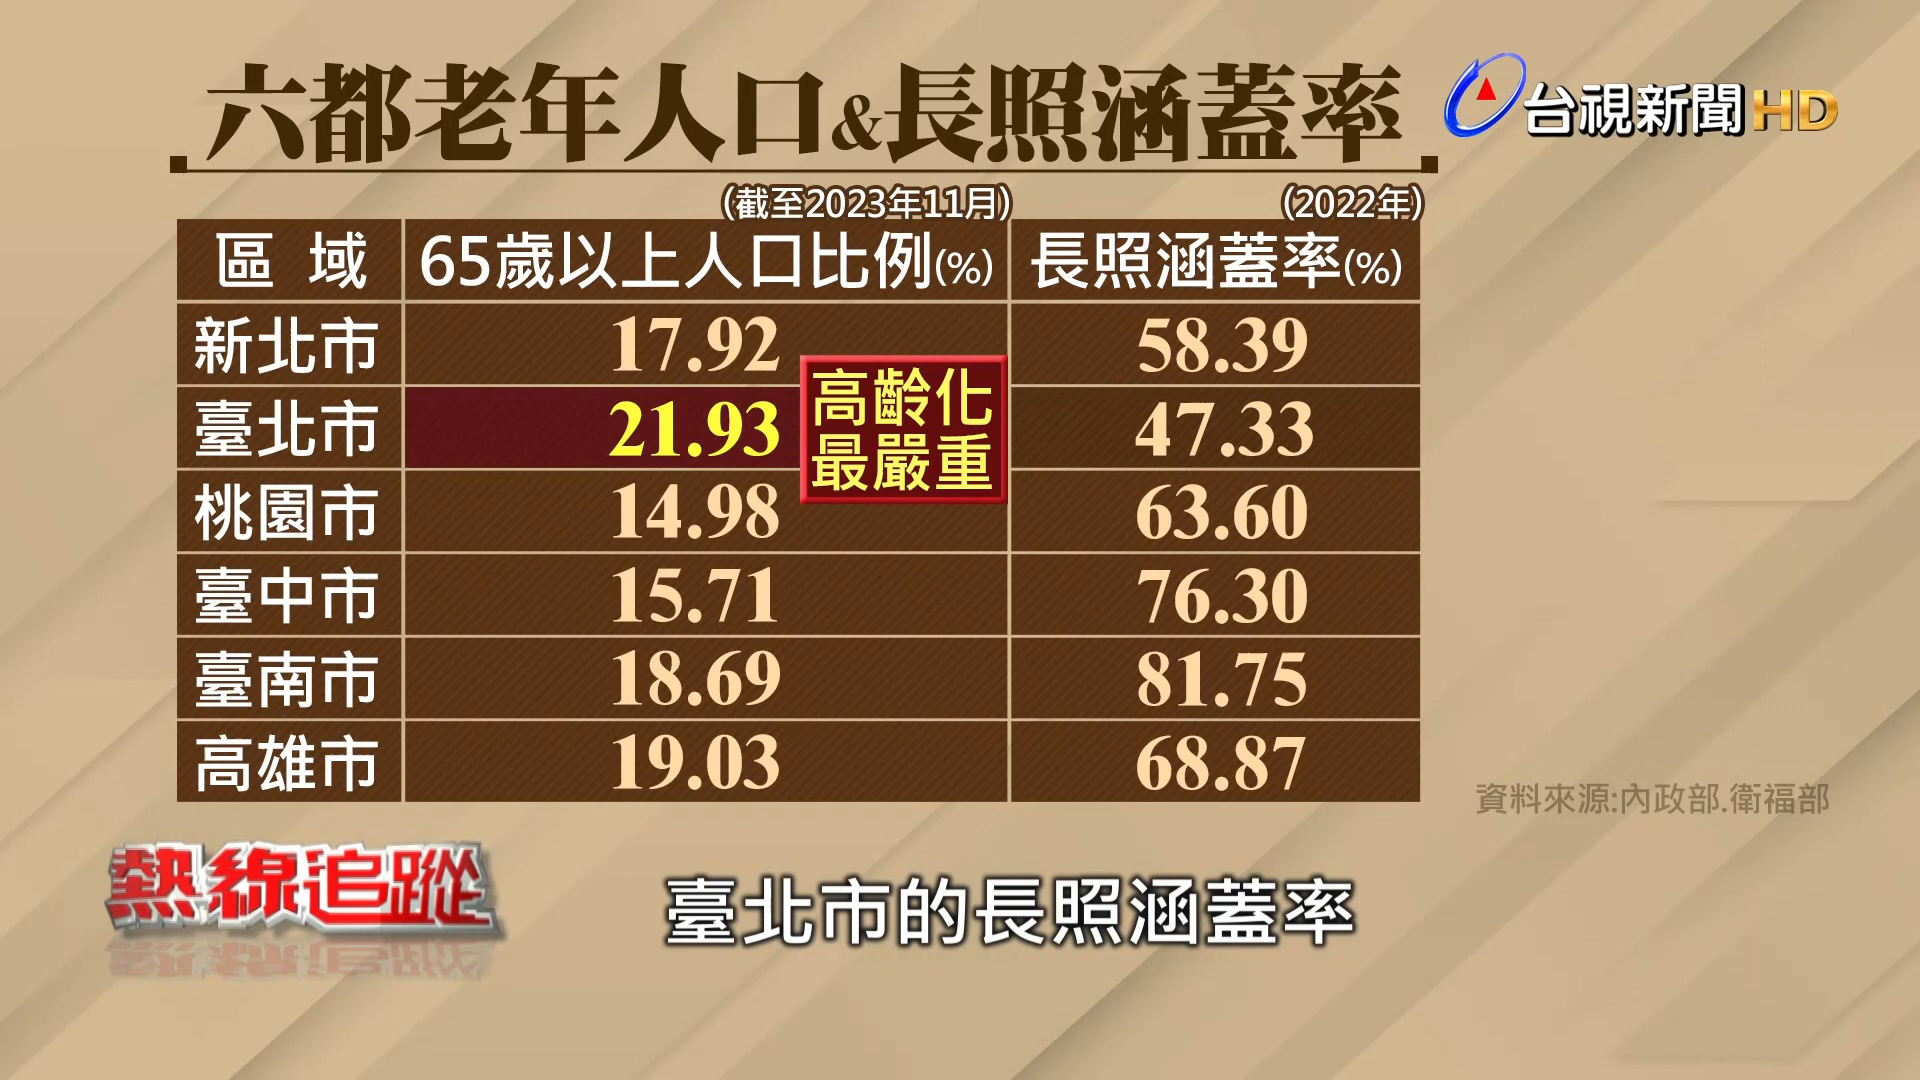 六都老年人口&長照涵蓋率
台視新聞HD
(截至2023年11月) (2022年)
區域 65歲以上人口比例(%) 長照涵蓋率(%)
新北市 17.92 58.39
臺北市 21.93 47.33
高齡化
最嚴重
桃園市 14.98 63.60
臺中市 15.71 76.30
臺南市 18.69 81.75
高雄市 19.03 68.87
資料來源:內政部.衛福部
熱線追蹤
臺北市的長照涵蓋率